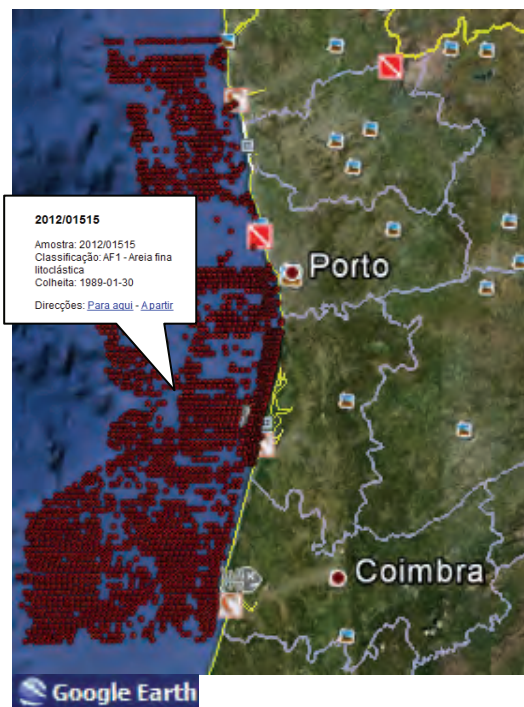 2012/01515
Amostra: 2012/01515
Classificação: AF1 - Areia fina
litoclástica
Colheita: 1989-01-30
Direcções: Para aqui - A partir
Porto
Coimbra
Google Earth